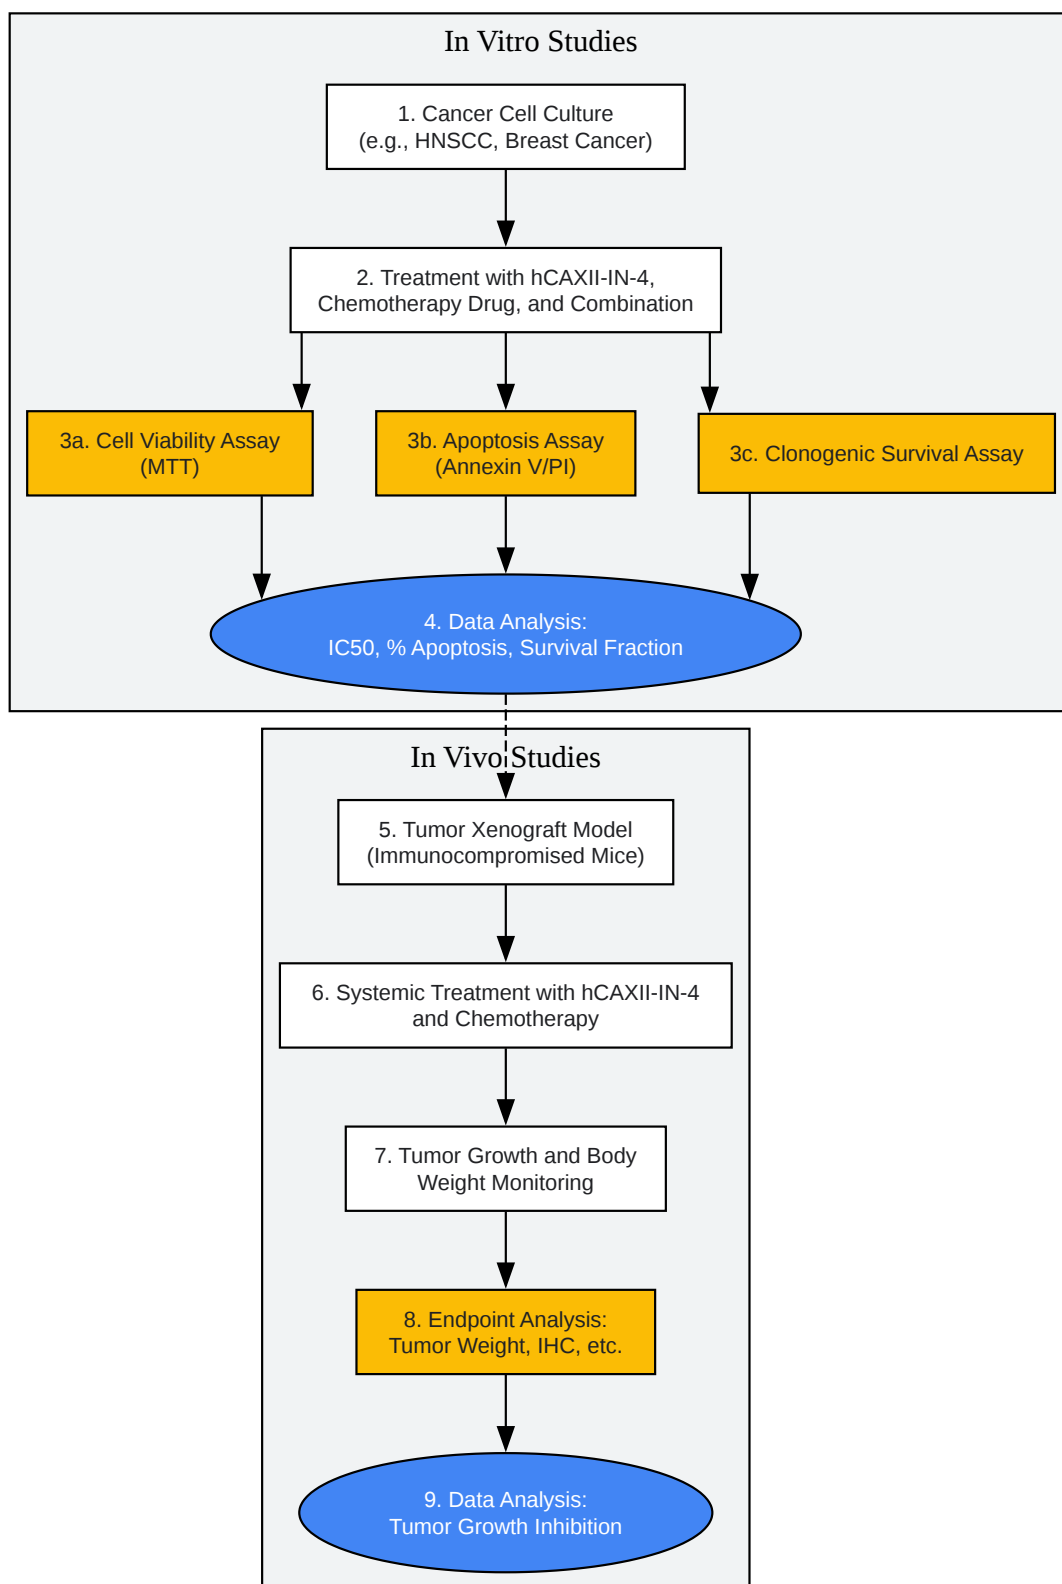 In Vitro Studies
1. Cancer Cell Culture
(e.g., HNSCC, Breast Cancer)
2. Treatment with hCAXII-IN-4,
Chemotherapy Drug, and Combination
3a. Cell Viability Assay
(MTT)
3b. Apoptosis Assay
(Annexin V/PI)
3c. Clonogenic Survival Assay
4. Data Analysis:
IC50, % Apoptosis, Survival Fraction
In Vivo Studies
5. Tumor Xenograft Model
(Immunocompromised Mice)
6. Systemic Treatment with hCAXII-IN-4
and Chemotherapy
7. Tumor Growth and Body
Weight Monitoring
8. Endpoint Analysis:
Tumor Weight, IHC, etc.
9. Data Analysis:
Tumor Growth Inhibition